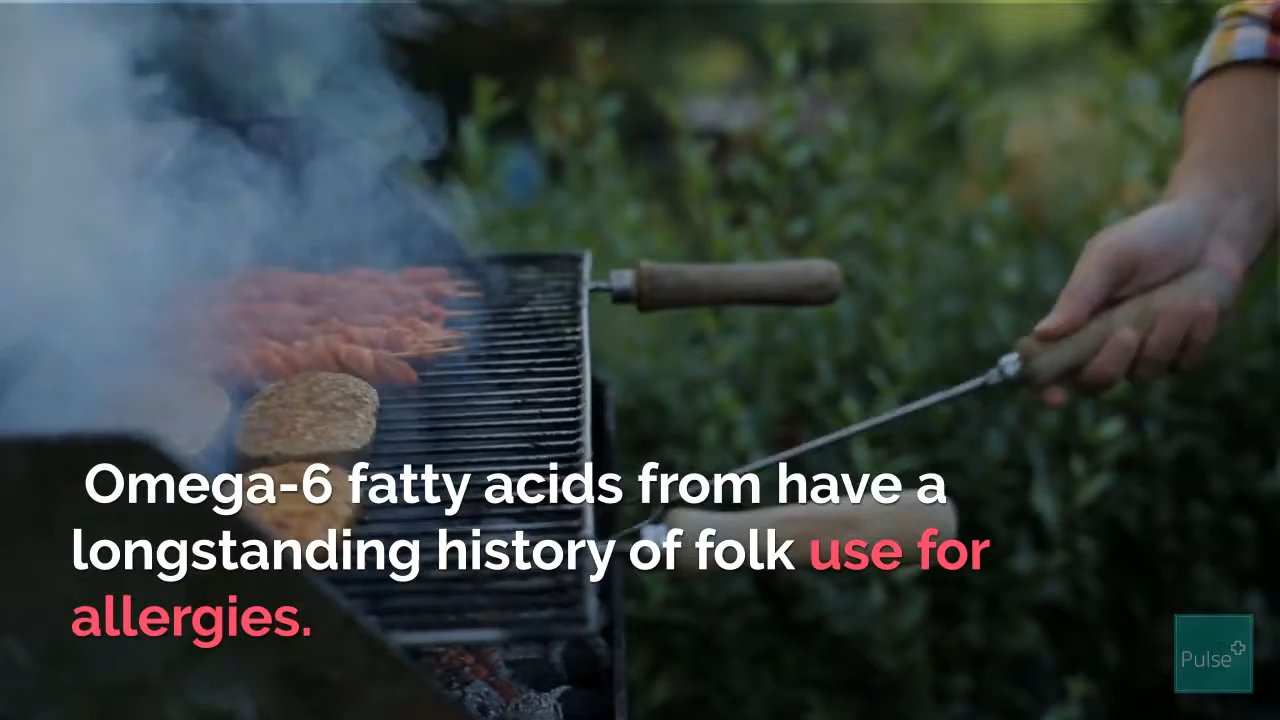 Omega-6 fatty acids from have a
longstanding history of folk use for
allergies.
Pulse